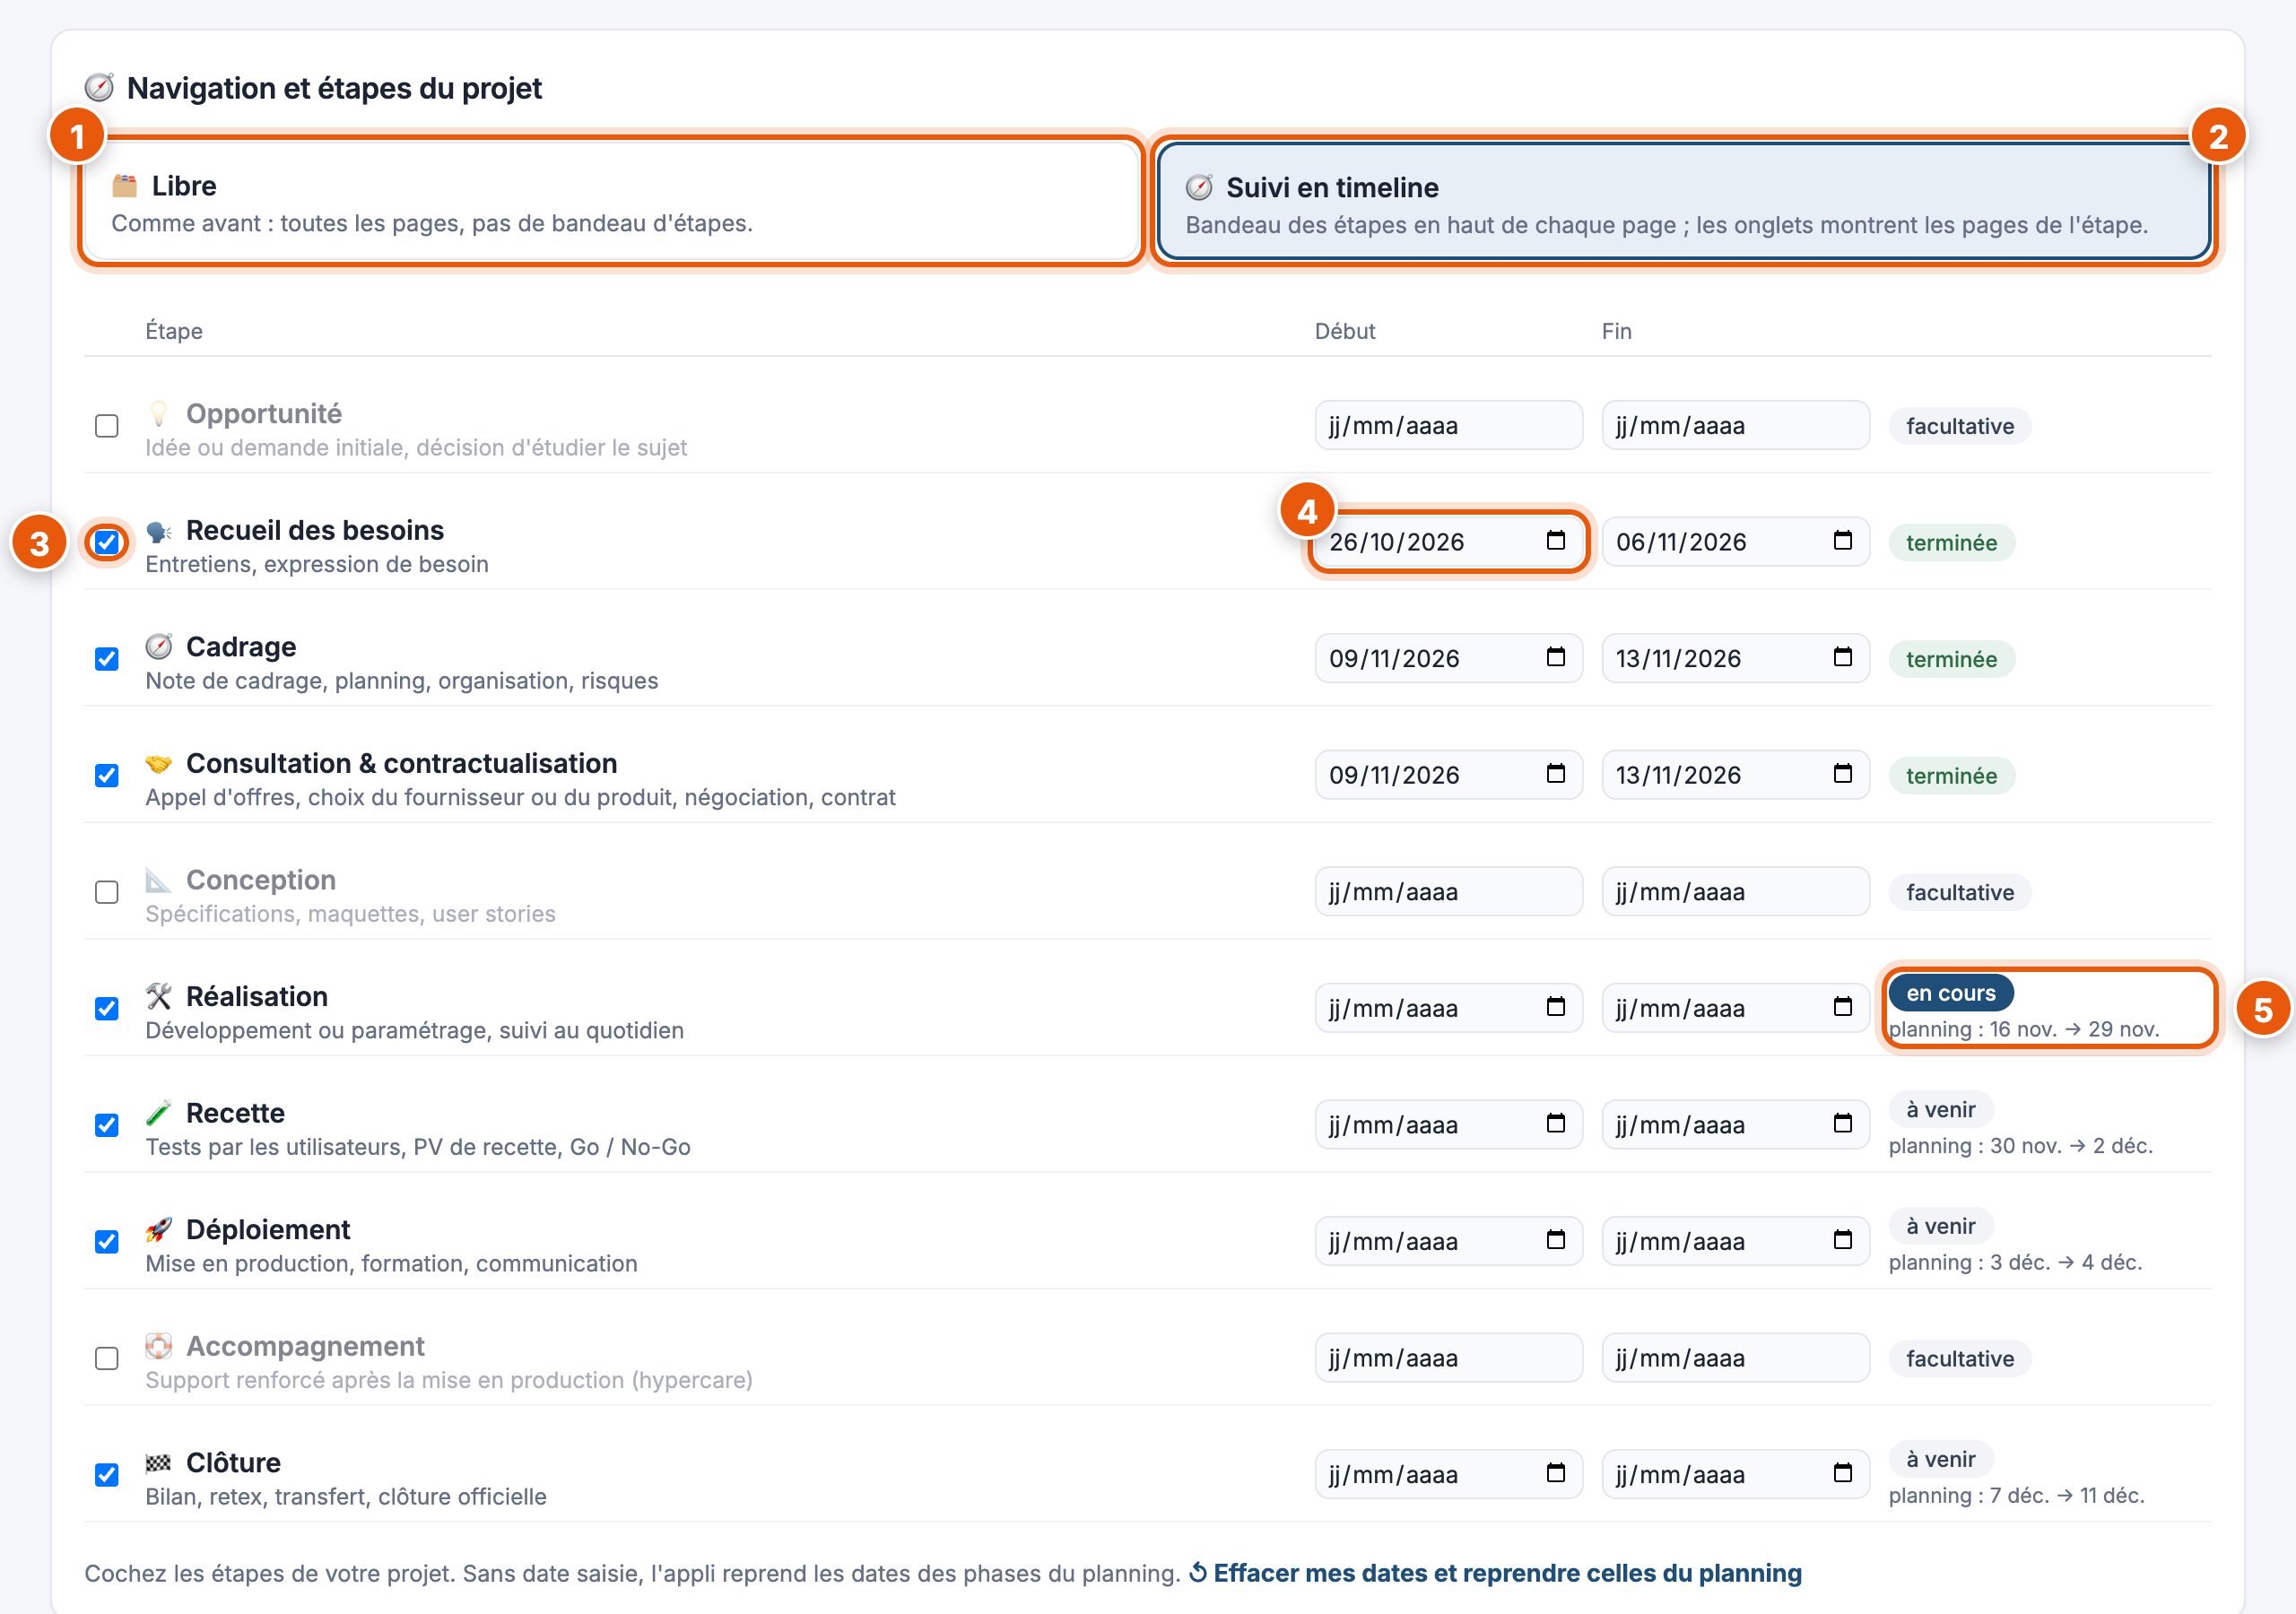 Navigation et étapes du projet
1
2
Libre
Comme avant : toutes les pages, pas de bandeau d'étapes.
Suivi en timeline
Bandeau des étapes en haut de chaque page ; les onglets montrent les pages de l'étape.
Étape Début Fin
Opportunité
Idée ou demande initiale, décision d'étudier le sujet
jj/mm/aaaa jj/mm/aaaa facultative
3
Recueil des besoins
Entretiens, expression de besoin
4
26/10/2026 06/11/2026 terminée
Cadrage
Note de cadrage, planning, organisation, risques
09/11/2026 13/11/2026 terminée
Consultation & contractualisation
Appel d'offres, choix du fournisseur ou du produit, négociation, contrat
09/11/2026 13/11/2026 terminée
Conception
Spécifications, maquettes, user stories
jj/mm/aaaa jj/mm/aaaa facultative
Réalisation
Développement ou paramétrage, suivi au quotidien
jj/mm/aaaa jj/mm/aaaa en cours
planning : 16 nov. → 29 nov.
5
Recette
Tests par les utilisateurs, PV de recette, Go / No-Go
jj/mm/aaaa jj/mm/aaaa à venir
planning : 30 nov. → 2 déc.
Déploiement
Mise en production, formation, communication
jj/mm/aaaa jj/mm/aaaa à venir
planning : 3 déc. → 4 déc.
Accompagnement
Support renforcé après la mise en production (hypercare)
jj/mm/aaaa jj/mm/aaaa facultative
Clôture
Bilan, retex, transfert, clôture officielle
jj/mm/aaaa jj/mm/aaaa à venir
planning : 7 déc. → 11 déc.
Cochez les étapes de votre projet. Sans date saisie, l'appli reprend les dates des phases du planning. ↺ Effacer mes dates et reprendre celles du planning